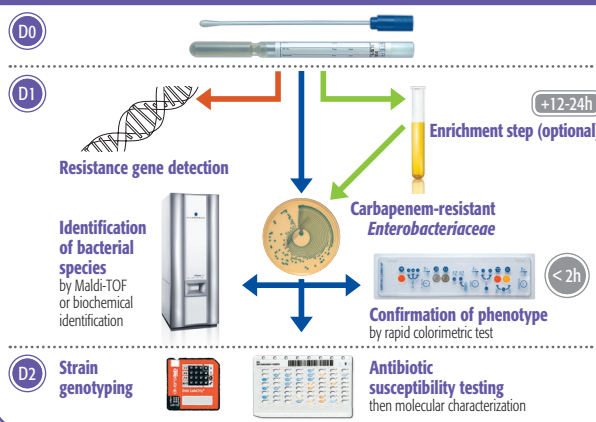 D0
D1
+12-24h
Enrichment step (optional)
Resistance gene detection
Carbapenem-resistant
Enterobacteriaceae
Identification
of bacterial
species
by Maldi-TOF
or biochemical
identification
< 2h
Confirmation of phenotype
by rapid colorimetric test
D2
Strain
genotyping
Antibiotic
susceptibility testing
then molecular characterization